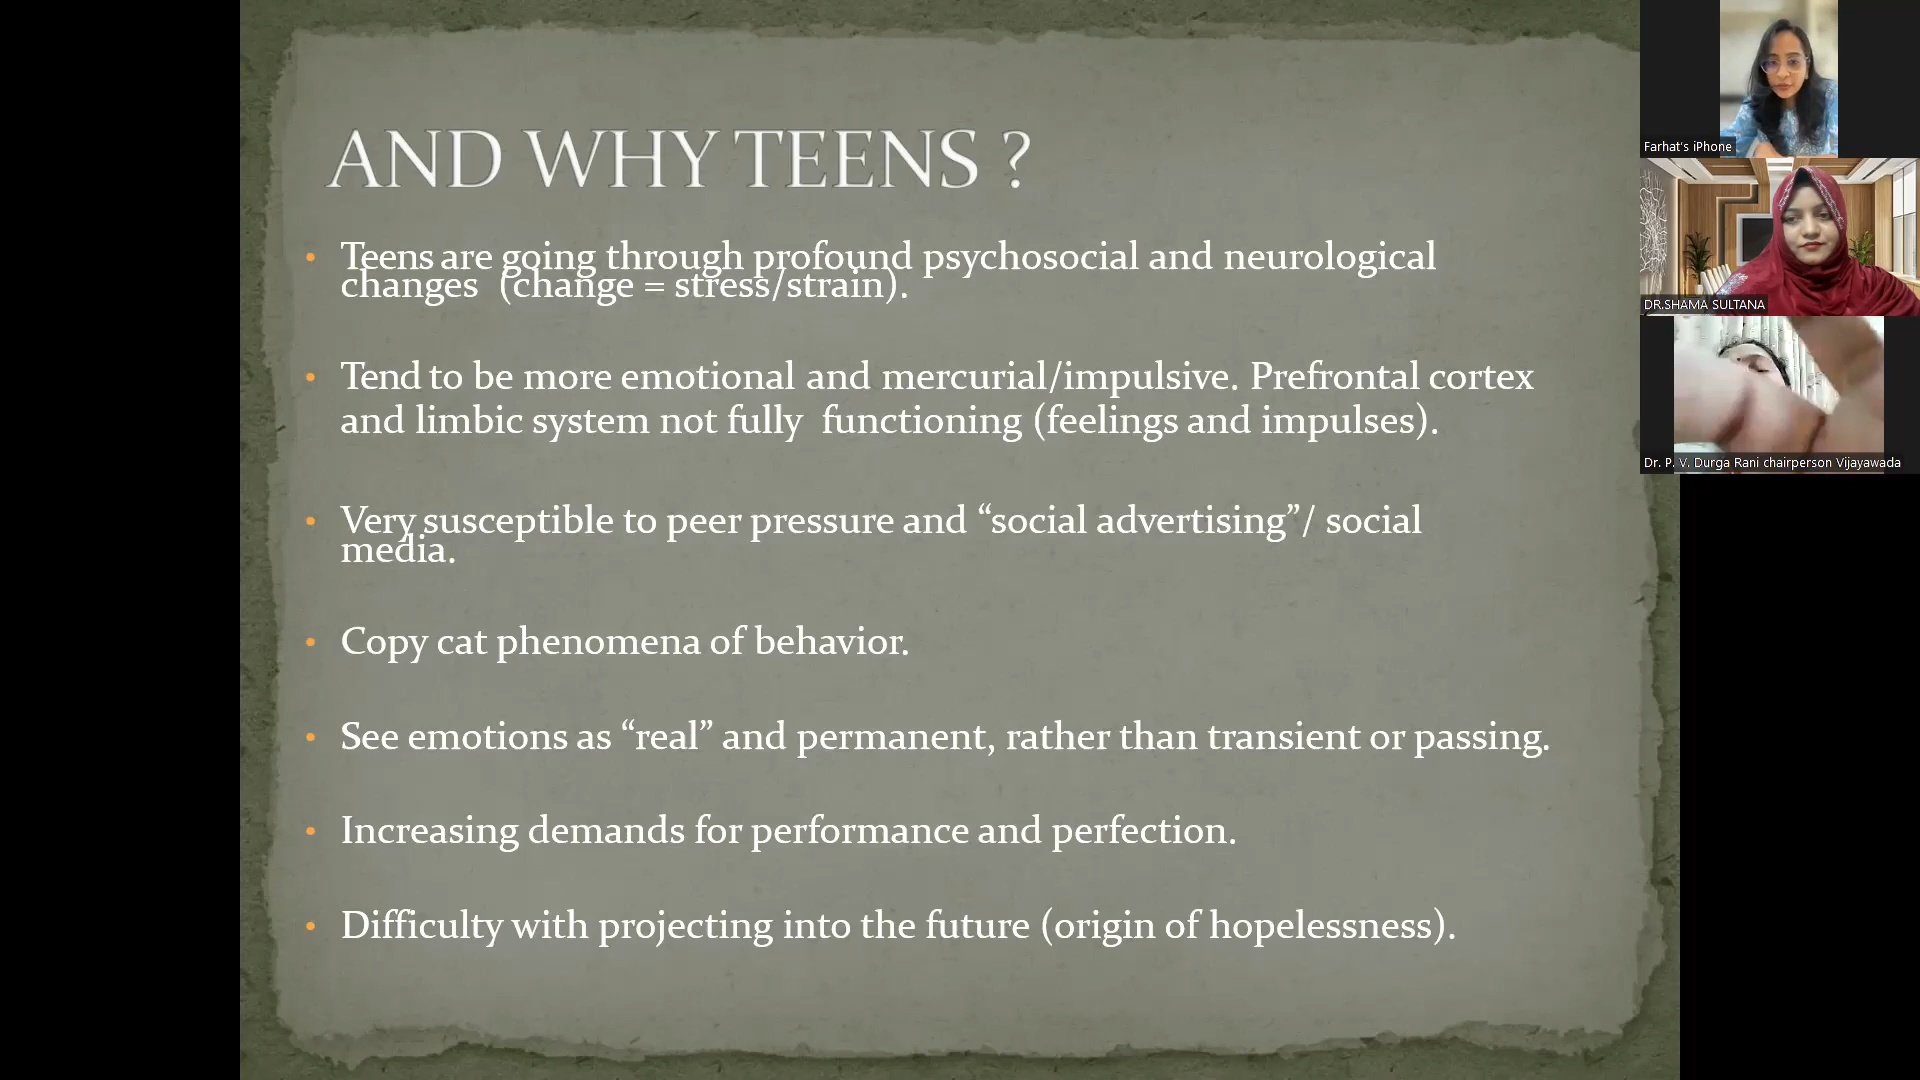 AND WHY TEENS ?
• Teens are going through profound psychosocial and neurological
changes  (change = stress/strain).
• Tend to be more emotional and mercurial/impulsive. Prefrontal cortex
and limbic system not fully  functioning (feelings and impulses).
• Very susceptible to peer pressure and “social advertising”/ social
media.
• Copy cat phenomena of behavior.
• See emotions as “real” and permanent, rather than transient or passing.
• Increasing demands for performance and perfection.
• Difficulty with projecting into the future (origin of hopelessness).
Farhat's iPhone
DR.SHAMA SULTANA
Dr. P. V. Durga Rani chairperson Vijayawada